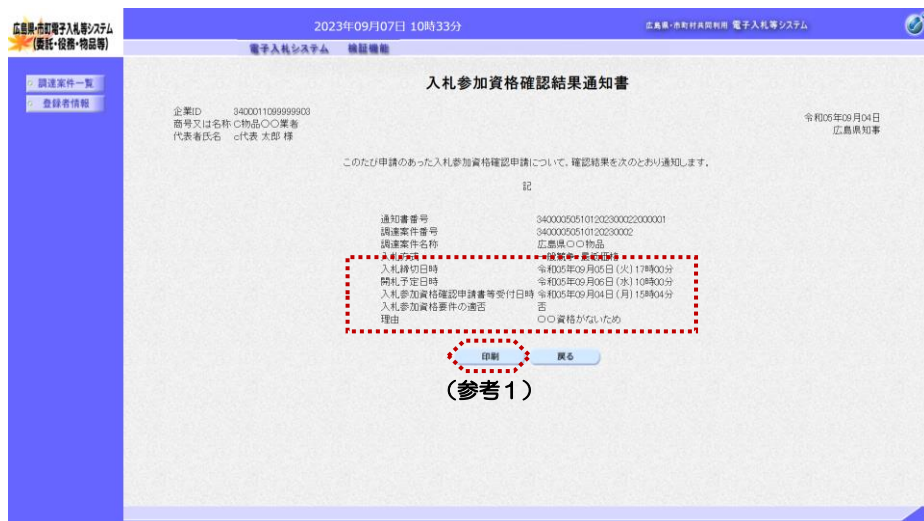 広島県・市町電子入札等システム
(委託・役務・物品等)
2023年09月07日 10時33分
広島県・市町村共同利用 電子入札等システム
電子入札システム 検証機能
調達案件一覧
登録者情報
入札参加資格確認結果通知書
企業ID 3400011099999903
商号又は名称 C物品〇〇業者
代表者氏名 c代表 太郎 様
令和05年09月04日
広島県知事
このたび申請のあった入札参加資格確認申請について、確認結果を次のとおり通知します。
記
通知書番号 3400005051012023000220000​01
調達案件番号 34000050510120230002
調達案件名称 広島県〇〇物品
入札方式 一般競争・最低価格
入札締切日時 令和05年09月05日(火)17時00分
開札予定日時 令和05年09月06日(水)10時00分
入札参加資格確認申請書等受付日時 令和05年09月04日(月)15時04分
入札参加資格要件の適否 否
理由 〇〇資格がないため
印刷 戻る
(参考1)